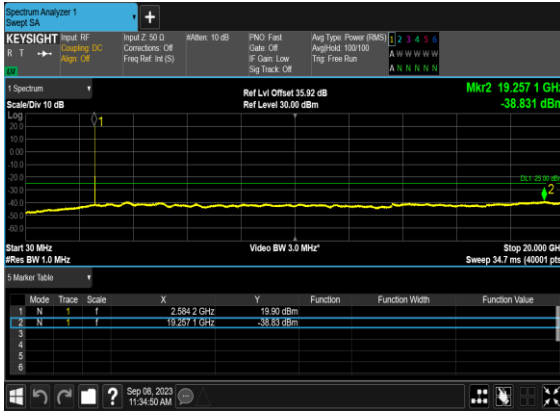 Spectrum Analyzer 1
Swept SA
+
KEYSIGHT
R T
Input: RF
Coupling: DC
Align: Off
Input Z: 50 Ω
Corrections: Off
Freq Ref: Int (S)
#Atten: 10 dB
PNO: Fast
Gate: Off
IF Gain: Low
Sig Track: Off
Avg Type: Power (RMS)
Avg|Hold: 100/100
Trig: Free Run
1 2 3 4 5 6
A W W W W W
A N N N N N
1 Spectrum
Scale/Div 10 dB
Log
Ref Lvl Offset 35.92 dB
Ref Level 30.00 dBm
Mkr2 19.257 1 GHz
-38.831 dBm
20.0
10.0
0.00
-10.0
-20.0
-30.0
-40.0
-50.0
-60.0
1
DL1 -25.00 dBm
2
Start 30 MHz
#Res BW 1.0 MHz
Video BW 3.0 MHz*
Stop 20.000 GHz
Sweep 34.7 ms (40001 pts)
5 Marker Table
Mode Trace Scale X Y Function Function Width Function Value
1 N 1 f 2.584 2 GHz 19.90 dBm
2 N 1 f 19.257 1 GHz -38.83 dBm
3
4
5
6
?
Sep 08, 2023
11:34:50 AM